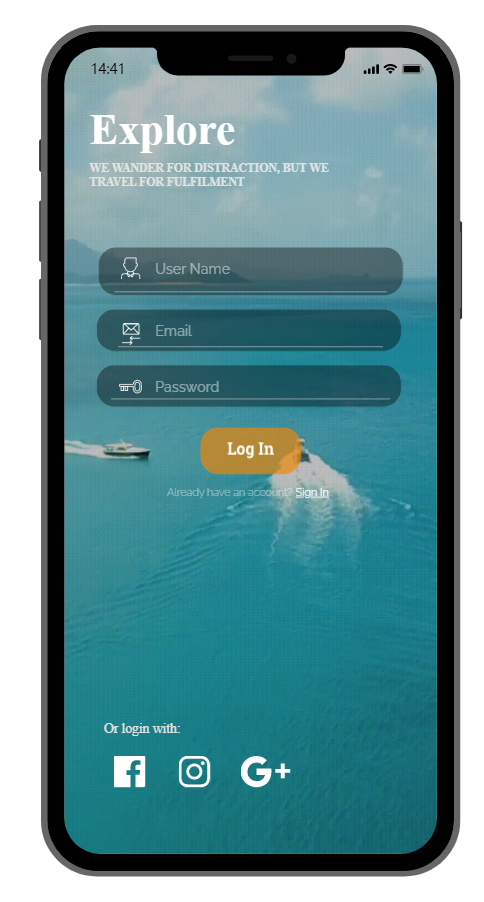 14:41
Explore
WE WANDER FOR DISTRACTION, BUT WE
TRAVEL FOR FULFILMENT
User Name
Email
Password
Log In
Already have an account? Sign In
Or login with:
G+